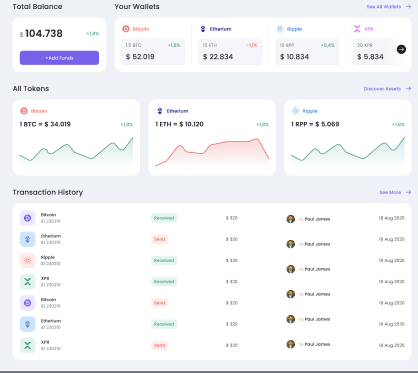 Total Balance
Your Wallets
See All Wallets →
$ 104.738
+1,8%
+Add Funds
Bitcoin
1.9 BTC
+1,8%
$ 52.019
Etherium
10 ETH
-1,1%
$ 22.834
Ripple
18 RPP
+0,4%
$ 10.834
XPR
20 XPR
$ 5.834
All Tokens
Discover Assets →
Bitcoin
1 BTC = $ 34.019
+1,8%
Etherium
1 ETH = $ 10.120
+1,8%
Ripple
1 RPP = $ 5.069
+1,8%
Transaction History
See More →
Bitcoin
ID 230210
Received
$ 320
to Paul James
18 Aug 2020
Etherium
ID 230210
Send
$ 320
to Paul James
18 Aug 2020
Ripple
ID 230210
Received
$ 320
to Paul James
18 Aug 2020
XPR
ID 230210
Received
$ 320
to Paul James
18 Aug 2020
Bitcoin
ID 230210
Send
$ 320
to Paul James
18 Aug 2020
Etherium
ID 230210
Received
$ 320
to Paul James
18 Aug 2020
XPR
ID 230210
Send
$ 320
to Paul James
18 Aug 2020